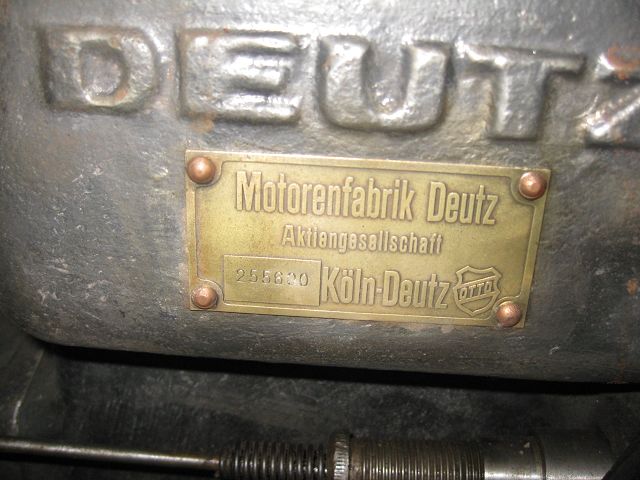 DEUTZ
Motorenfabrik Deutz
Aktiengesellschaft
255630 Köln-Deutz OTTO